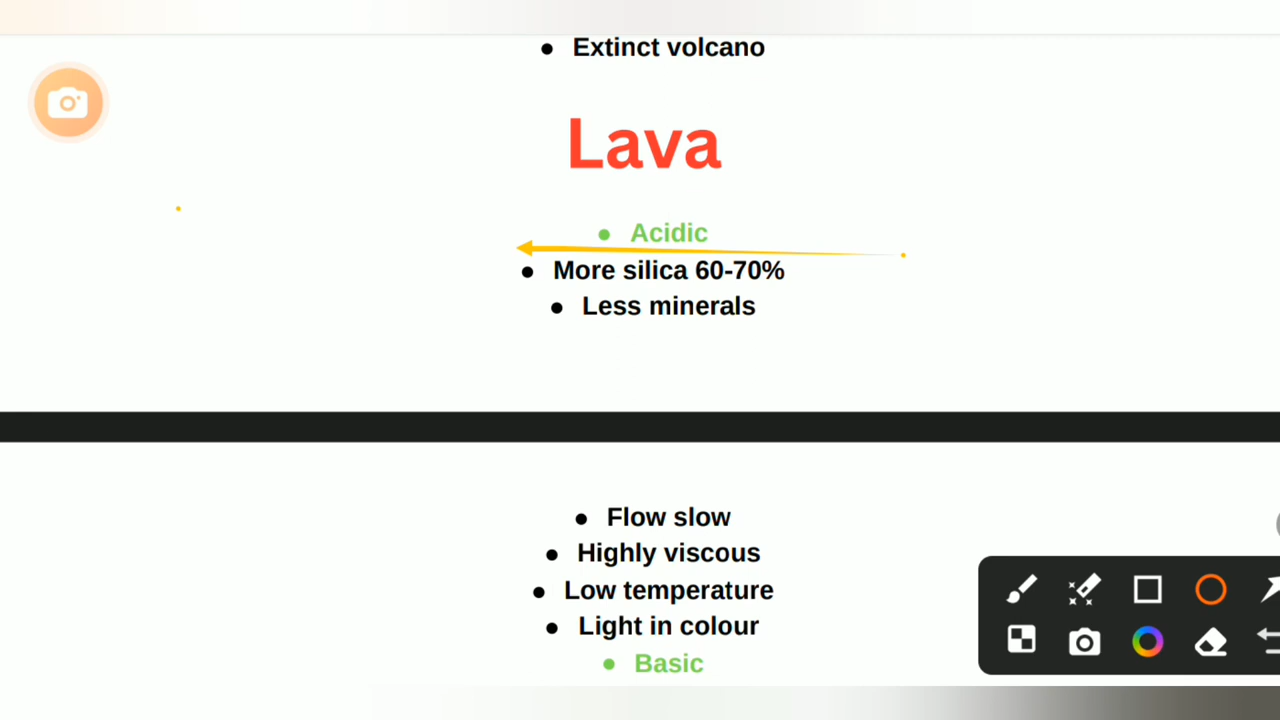 ● Extinct volcano
Lava
● Acidic
● More silica 60-70%
● Less minerals
● Flow slow
● Highly viscous
● Low temperature
● Light in colour
● Basic